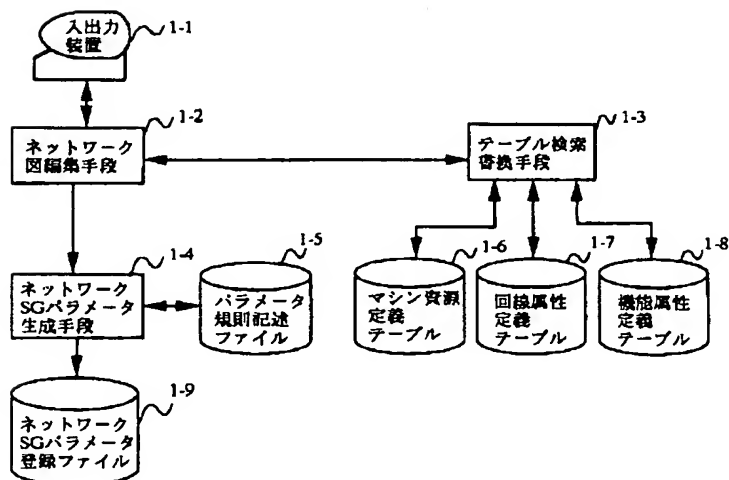 入出力
装置
1-1
1-2
ネットワーク
図編集手段
1-3
テーブル検索
書換手段
1-4
ネットワーク
SGパラメータ
生成手段
1-5
パラメータ
規則記述
ファイル
1-6
マシン資源
定義
テーブル
1-7
回線属性
定義
テーブル
1-8
機能属性
定義
テーブル
1-9
ネットワーク
SGパラメータ
登録ファイル